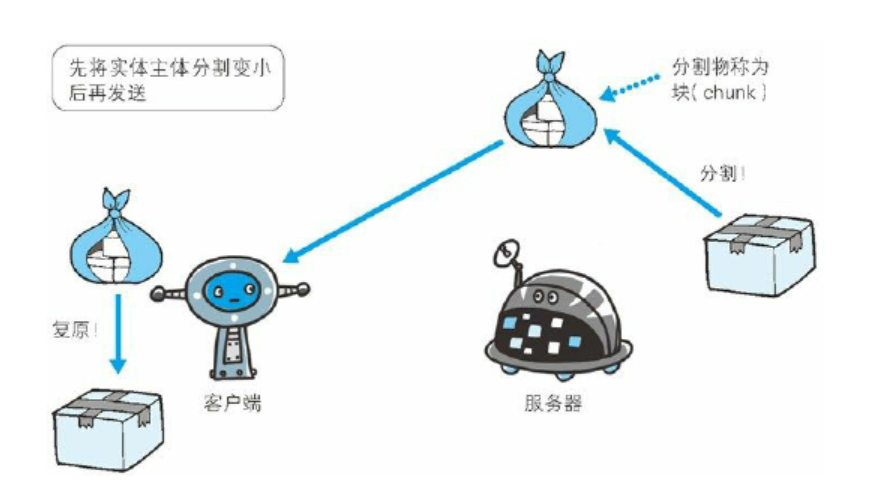 先将实体主体分割变小
后再发送
分割物称为
块( chunk )
分割!
复原!
客户端
服务器